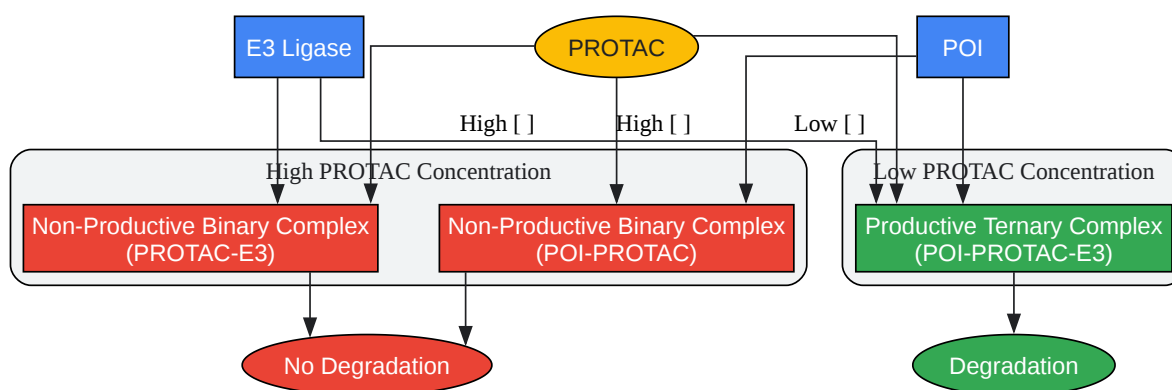 E3 Ligase
PROTAC
POI
High [ ]
High [ ]
Low [ ]
High PROTAC Concentration
Low PROTAC Concentration
Non-Productive Binary Complex
(PROTAC-E3)
Non-Productive Binary Complex
(POI-PROTAC)
Productive Ternary Complex
(POI-PROTAC-E3)
No Degradation
Degradation